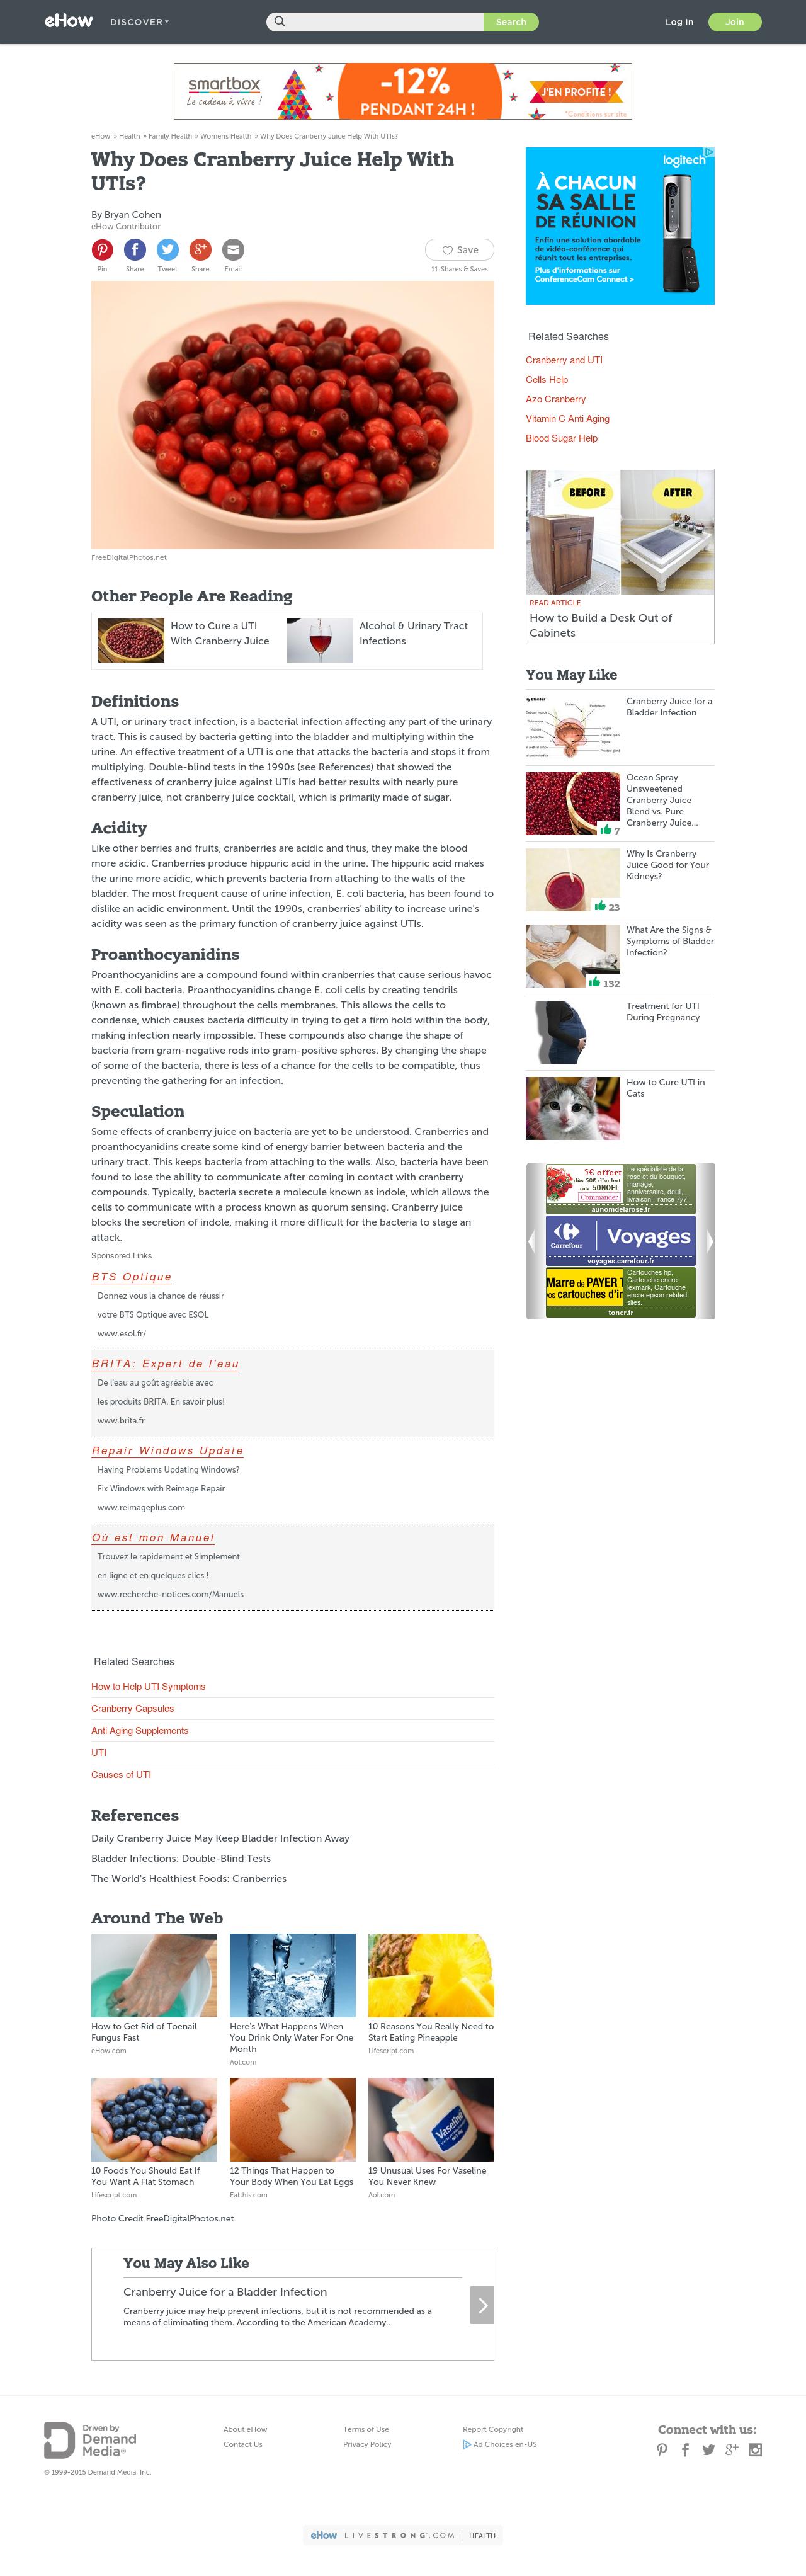 eHow DISCOVER Search Log In Join
smartbox
Le cadeau à vivre !
-12%
PENDANT 24H !
J'EN PROFITE !
*Conditions sur site
eHow » Health » Family Health » Womens Health » Why Does Cranberry Juice Help With UTIs?
Why Does Cranberry Juice Help With
UTIs?
By Bryan Cohen
eHow Contributor
Save
Pin Share Tweet Share Email
11 Shares & Saves
FreeDigitalPhotos.net
Other People Are Reading
How to Cure a UTI
With Cranberry Juice
Alcohol & Urinary Tract
Infections
Definitions
A UTI, or urinary tract infection, is a bacterial infection affecting any part of the urinary
tract. This is caused by bacteria getting into the bladder and multiplying within the
urine. An effective treatment of a UTI is one that attacks the bacteria and stops it from
multiplying. Double-blind tests in the 1990s (see References) that showed the
effectiveness of cranberry juice against UTIs had better results with nearly pure
cranberry juice, not cranberry juice cocktail, which is primarily made of sugar.
Acidity
Like other berries and fruits, cranberries are acidic and thus, they make the blood
more acidic. Cranberries produce hippuric acid in the urine. The hippuric acid makes
the urine more acidic, which prevents bacteria from attaching to the walls of the
bladder. The most frequent cause of urine infection, E. coli bacteria, has been found to
dislike an acidic environment. Until the 1990s, cranberries' ability to increase urine's
acidity was seen as the primary function of cranberry juice against UTIs.
Proanthocyanidins
Proanthocyanidins are a compound found within cranberries that cause serious havoc
with E. coli bacteria. Proanthocyanidins change E. coli cells by creating tendrils
(known as fimbrae) throughout the cells membranes. This allows the cells to
condense, which causes bacteria difficulty in trying to get a firm hold within the body,
making infection nearly impossible. These compounds also change the shape of
bacteria from gram-negative rods into gram-positive spheres. By changing the shape
of some of the bacteria, there is less of a chance for the cells to be compatible, thus
preventing the gathering for an infection.
Speculation
Some effects of cranberry juice on bacteria are yet to be understood. Cranberries and
proanthocyanidins create some kind of energy barrier between bacteria and the
urinary tract. This keeps bacteria from attaching to the walls. Also, bacteria have been
found to lose the ability to communicate after coming in contact with cranberry
compounds. Typically, bacteria secrete a molecule known as indole, which allows the
cells to communicate with a process known as quorum sensing. Cranberry juice
blocks the secretion of indole, making it more difficult for the bacteria to stage an
attack.
Sponsored Links
BTS Optique
Donnez vous la chance de réussir
votre BTS Optique avec ESOL
www.esol.fr/
BRITA: Expert de l'eau
De l'eau au goût agréable avec
les produits BRITA. En savoir plus!
www.brita.fr
Repair Windows Update
Having Problems Updating Windows?
Fix Windows with Reimage Repair
www.reimageplus.com
Où est mon Manuel
Trouvez le rapidement et Simplement
en ligne et en quelques clics !
www.recherche-notices.com/Manuels
Related Searches
How to Help UTI Symptoms
Cranberry Capsules
Anti Aging Supplements
UTI
Causes of UTI
References
Daily Cranberry Juice May Keep Bladder Infection Away
Bladder Infections: Double-Blind Tests
The World's Healthiest Foods: Cranberries
Around The Web
How to Get Rid of Toenail
Fungus Fast
eHow.com
Here's What Happens When
You Drink Only Water For One
Month
Aol.com
10 Reasons You Really Need to
Start Eating Pineapple
Lifescript.com
10 Foods You Should Eat If
You Want A Flat Stomach
Lifescript.com
12 Things That Happen to
Your Body When You Eat Eggs
Eatthis.com
Vaseline
19 Unusual Uses For Vaseline
You Never Knew
Aol.com
Photo Credit FreeDigitalPhotos.net
You May Also Like
Cranberry Juice for a Bladder Infection
Cranberry juice may help prevent infections, but it is not recommended as a
means of eliminating them. According to the American Academy...
logitech
À CHACUN
SA SALLE
DE RÉUNION
Enfin une solution abordable
de vidéo-conférence qui
réunit tout les entreprises.
Plus d'informations sur
ConferenceCam Connect >
Related Searches
Cranberry and UTI
Cells Help
Azo Cranberry
Vitamin C Anti Aging
Blood Sugar Help
BEFORE AFTER
READ ARTICLE
How to Build a Desk Out of
Cabinets
You May Like
Cranberry Juice for a
Bladder Infection
Ocean Spray
Unsweetened
Cranberry Juice
Blend vs. Pure
Cranberry Juice...
7
Why Is Cranberry
Juice Good for Your
Kidneys?
23
What Are the Signs &
Symptoms of Bladder
Infection?
132
Treatment for UTI
During Pregnancy
How to Cure UTI in
Cats
5€ offert
dès 50€ d'achat
code : 50NOEL
Commander
Le spécialiste de la
rose et du bouquet,
mariage,
anniversaire, deuil,
livraison France 7j7.
aunomdelarose.fr
Carrefour Voyages
voyages.carrefour.fr
Marre de PAYER
vos cartouches d'in
Cartouches hp,
Cartouche encre
lexmark, Cartouche
encre epson related
sites.
toner.fr
Driven by
Demand
Media®
© 1999-2015 Demand Media, Inc.
About eHow
Contact Us
Terms of Use
Privacy Policy
Report Copyright
Ad Choices en-US
Connect with us:
eHow LIVESTRONG.COM HEALTH